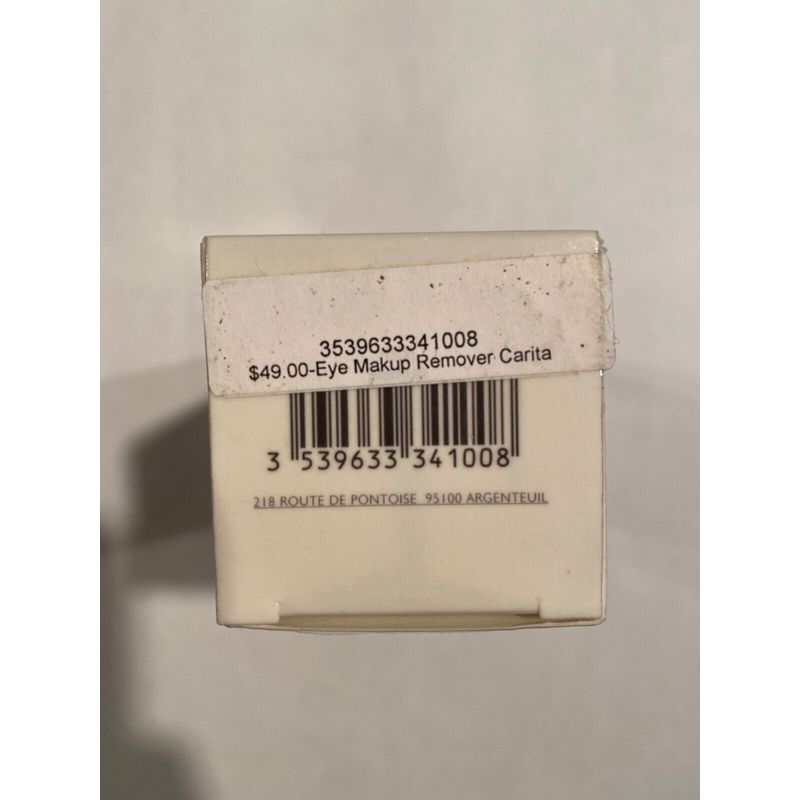 3539633341008
$49.00-Eye Makup Remover Carita
3 539633 341008
218 ROUTE DE PONTOISE 95100 ARGENTEUIL